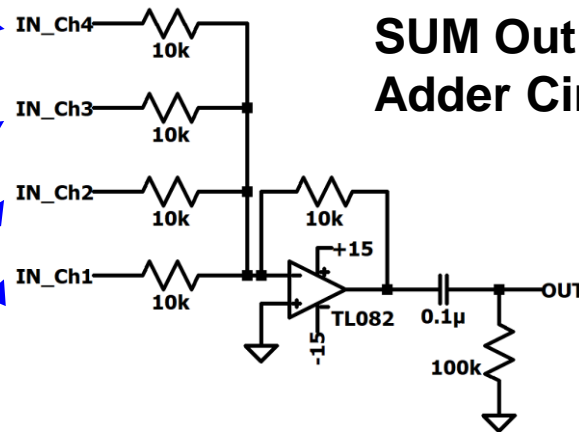 IN_Ch4
10k
SUM Out
Adder Cir
IN_Ch3
10k
IN_Ch2
10k
10k
+15
IN_Ch1
10k
TL082
-15
0.1µ
OUT
100k